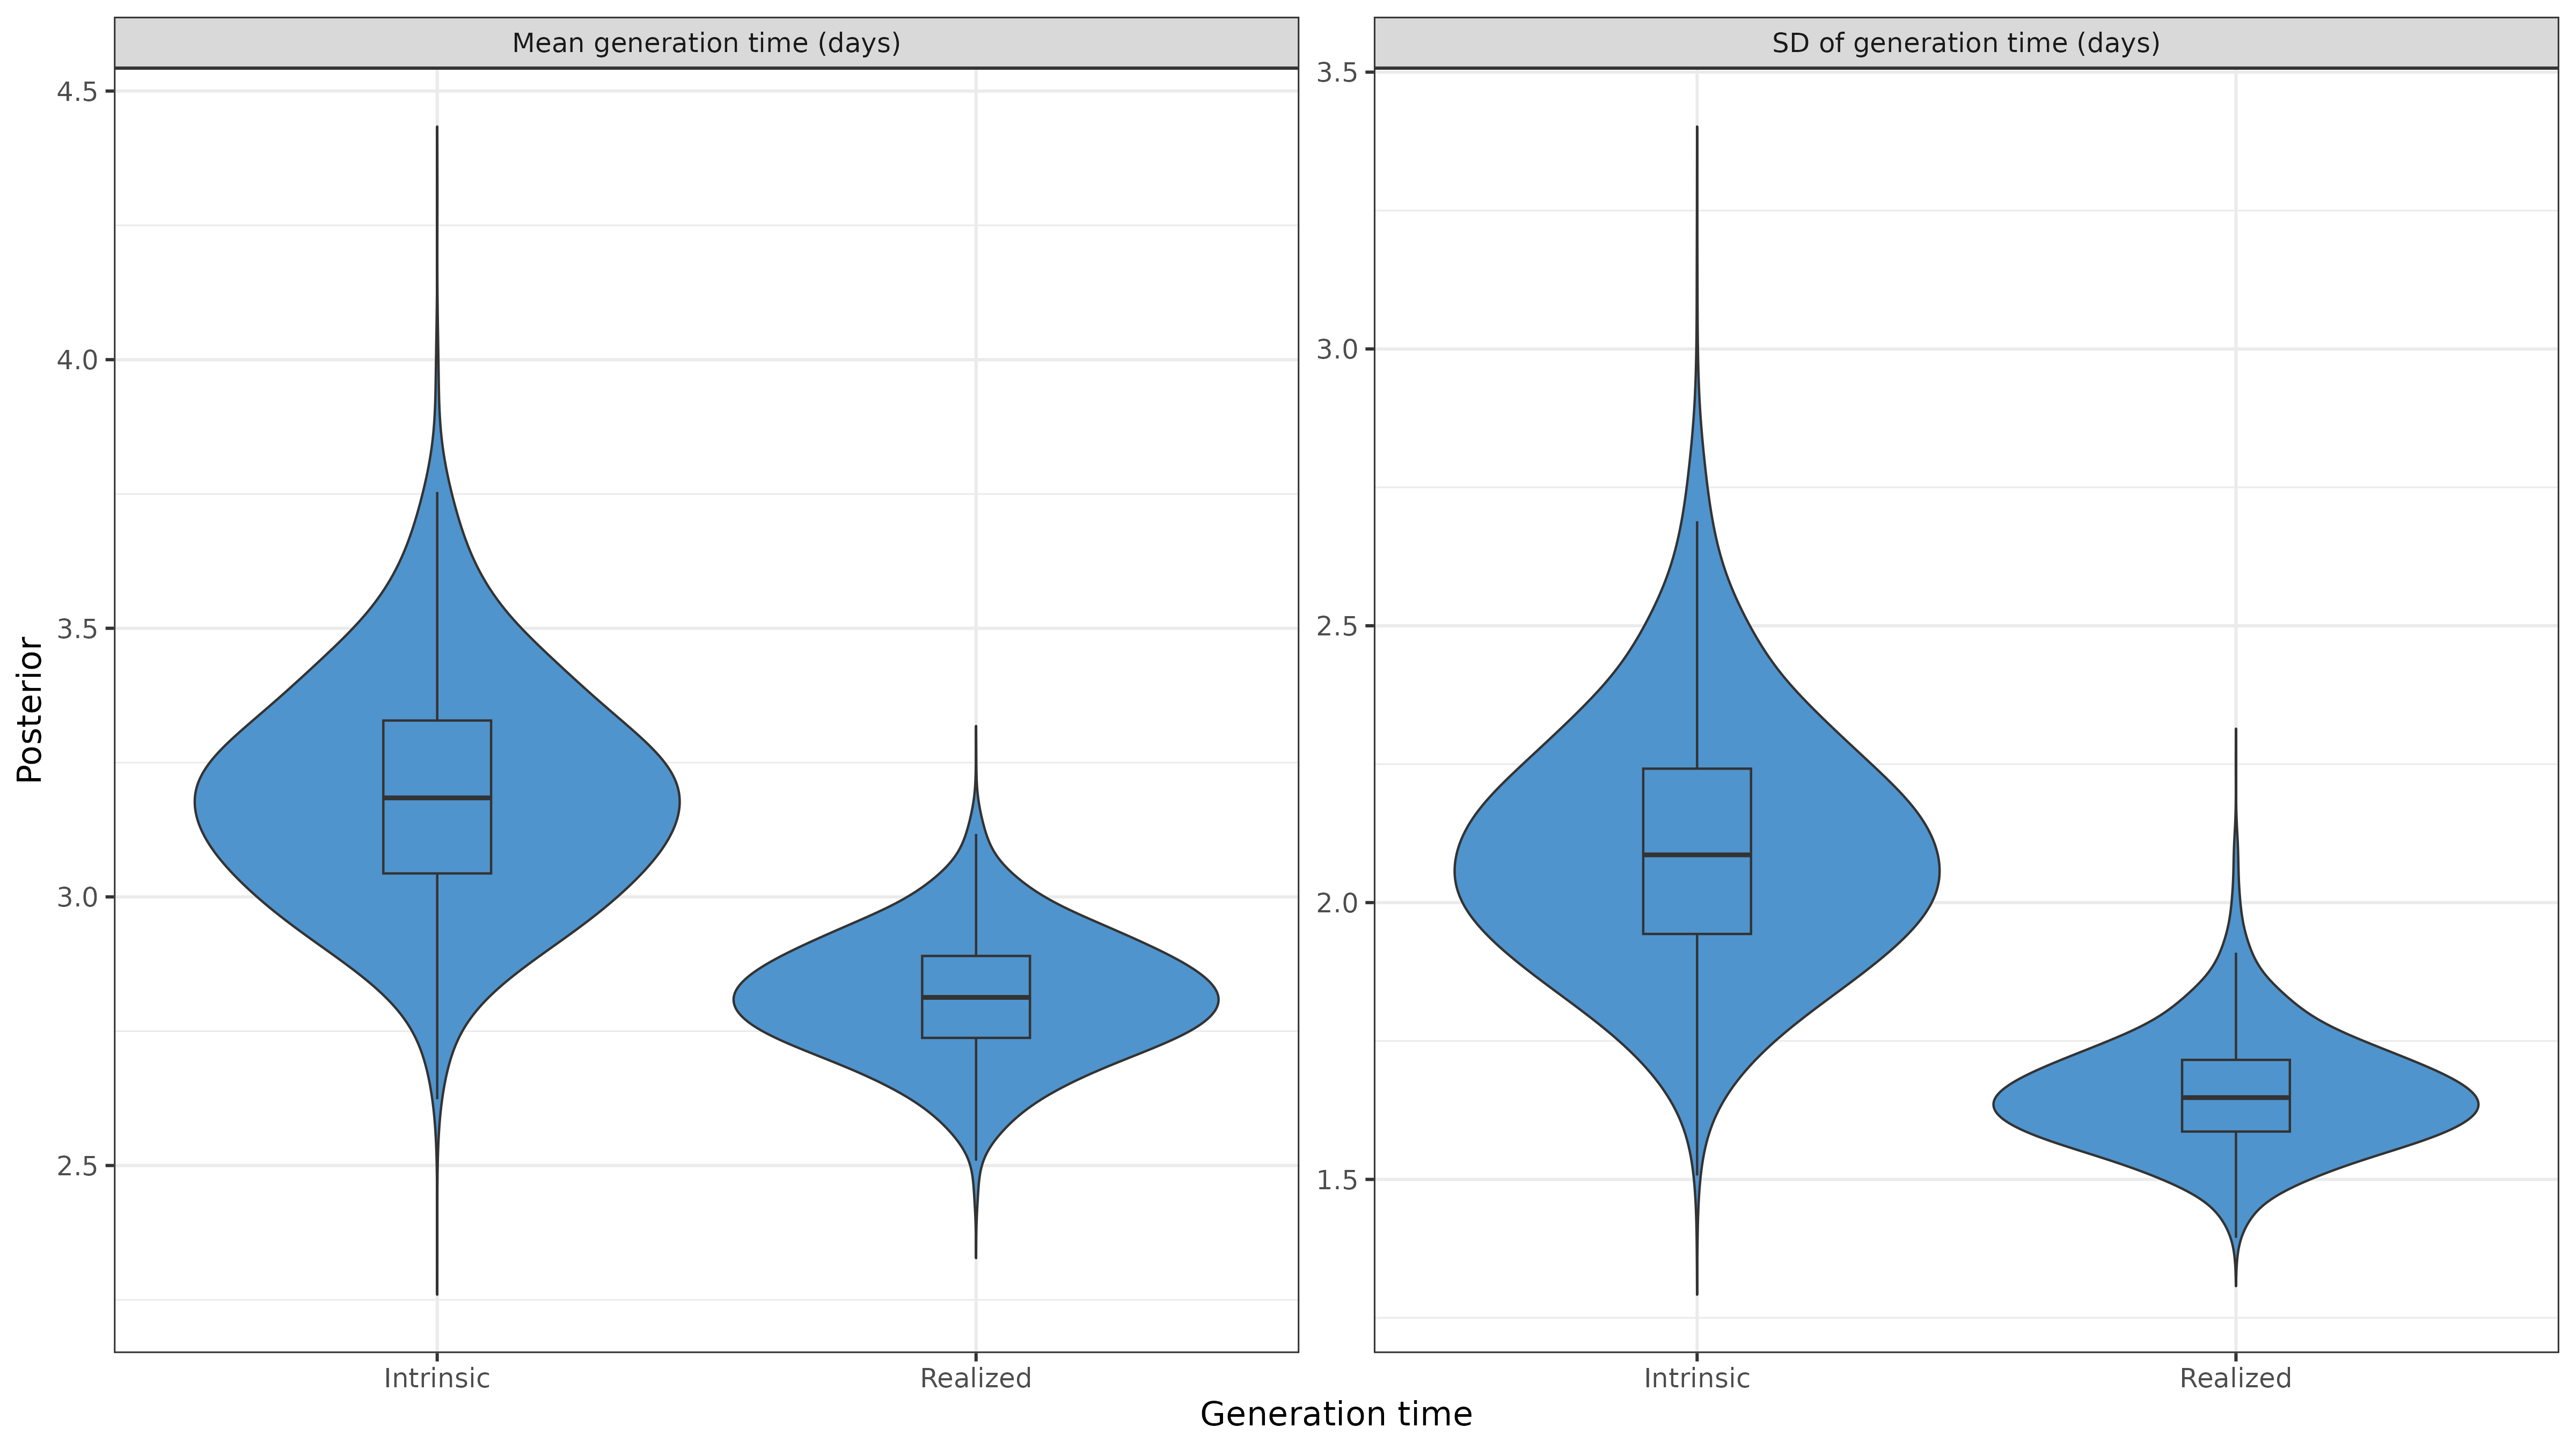 Mean generation time (days)
SD of generation time (days)
4.5
4.0
3.5
3.0
2.5
3.5
3.0
2.5
2.0
1.5
Posterior
Intrinsic
Realized
Intrinsic
Realized
Generation time